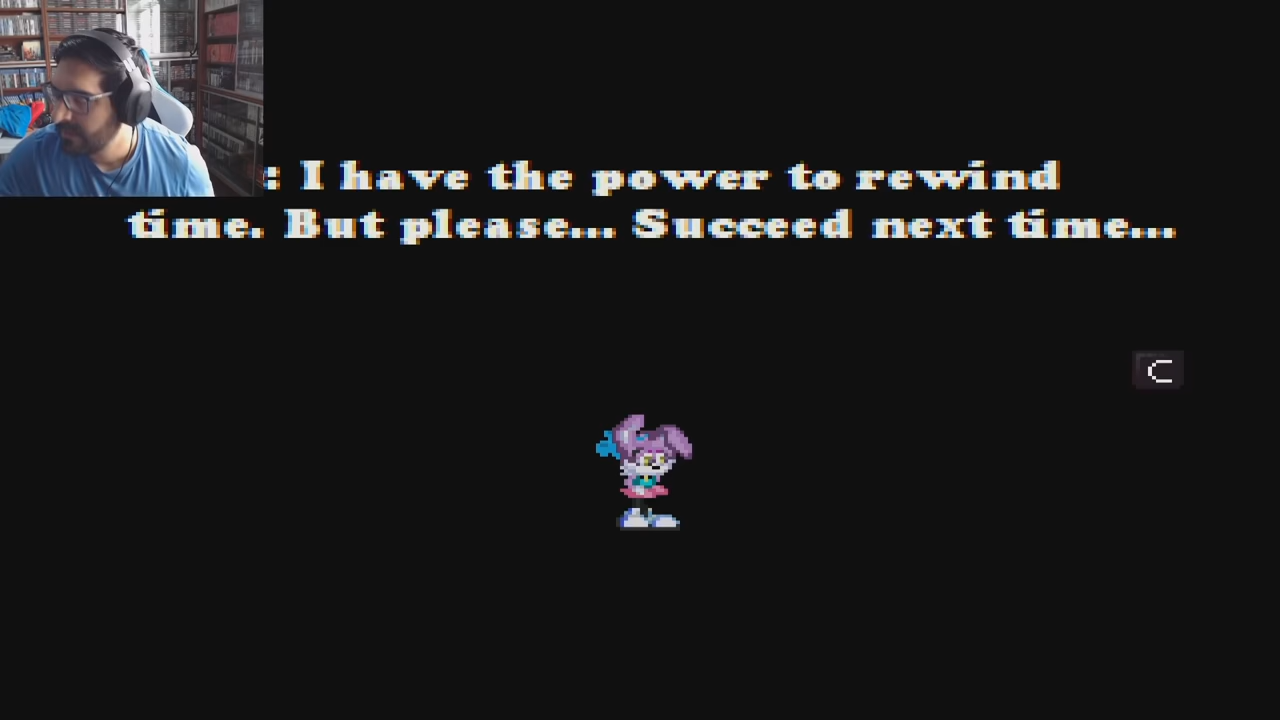 : I have the power to rewind
time. But please... Succeed next time...
C